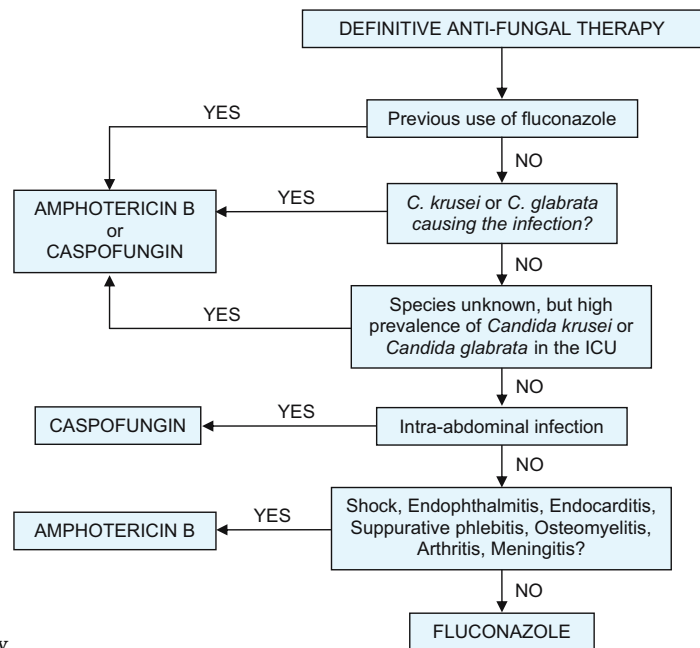 DEFINITIVE ANTI-FUNGAL THERAPY
YES
Previous use of fluconazole
NO
AMPHOTERICIN B
or
CASPOFUNGIN
YES
C. krusei or C. glabrata
causing the infection?
NO
YES
Species unknown, but high
prevalence of Candida krusei or
Candida glabrata in the ICU
NO
CASPOFUNGIN
YES
Intra-abdominal infection
NO
AMPHOTERICIN B
YES
Shock, Endophthalmitis, Endocarditis,
Suppurative phlebitis, Osteomyelitis,
Arthritis, Meningitis?
NO
FLUCONAZOLE